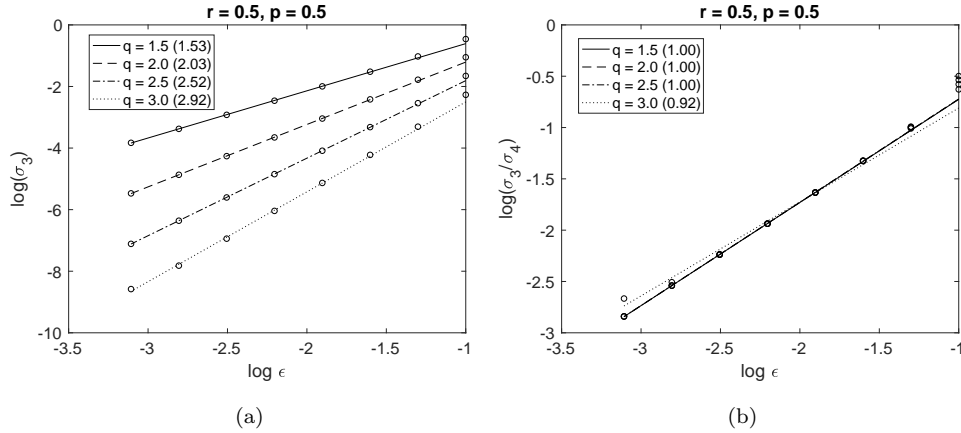 r = 0.5, p = 0.5
0
-2
-4
-6
-8
-10
log(σ₃)
q = 1.5 (1.53)
q = 2.0 (2.03)
q = 2.5 (2.52)
q = 3.0 (2.92)
-3.5 -3 -2.5 -2 -1.5 -1
log ϵ
(a)
r = 0.5, p = 0.5
0
-0.5
-1
-1.5
-2
-2.5
-3
log(σ₃/σ₄)
q = 1.5 (1.00)
q = 2.0 (1.00)
q = 2.5 (1.00)
q = 3.0 (0.92)
-3.5 -3 -2.5 -2 -1.5 -1
log ϵ
(b)